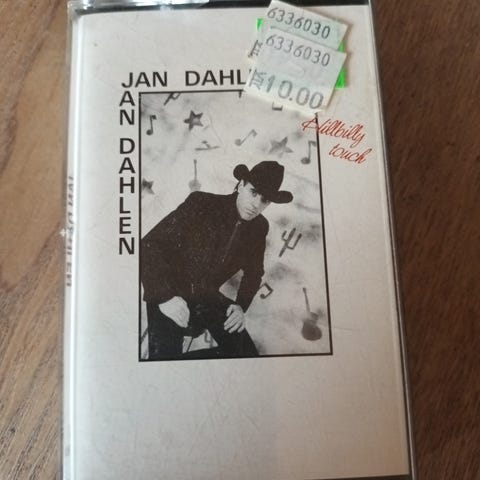 6336030
6336030
10.00
JAN DAHL
JAN DAHLEN
Hillbilly
touch